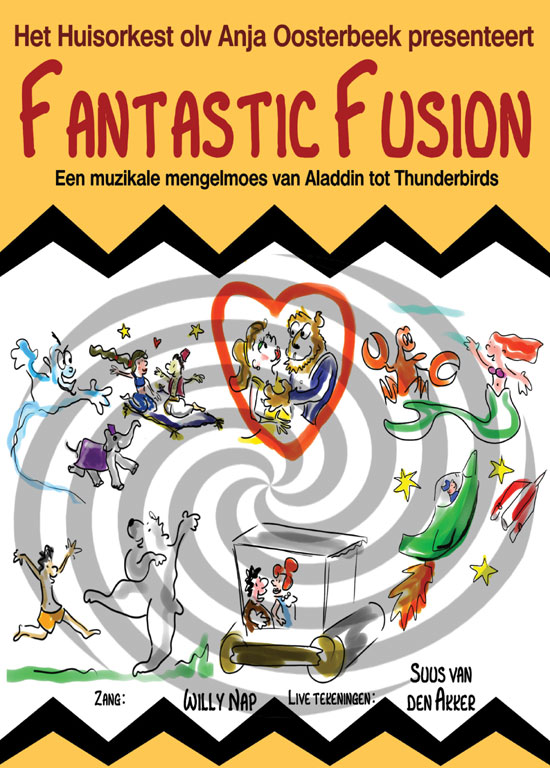 Het Huisorkest olv Anja Oosterbeek presenteert
FANTASTIC FUSION
Een muzikale mengelmoes van Aladdin tot Thunderbirds
ZANG: WILLY NAP LIVE TEKENINGEN: SUUS VAN
DEN AKKER